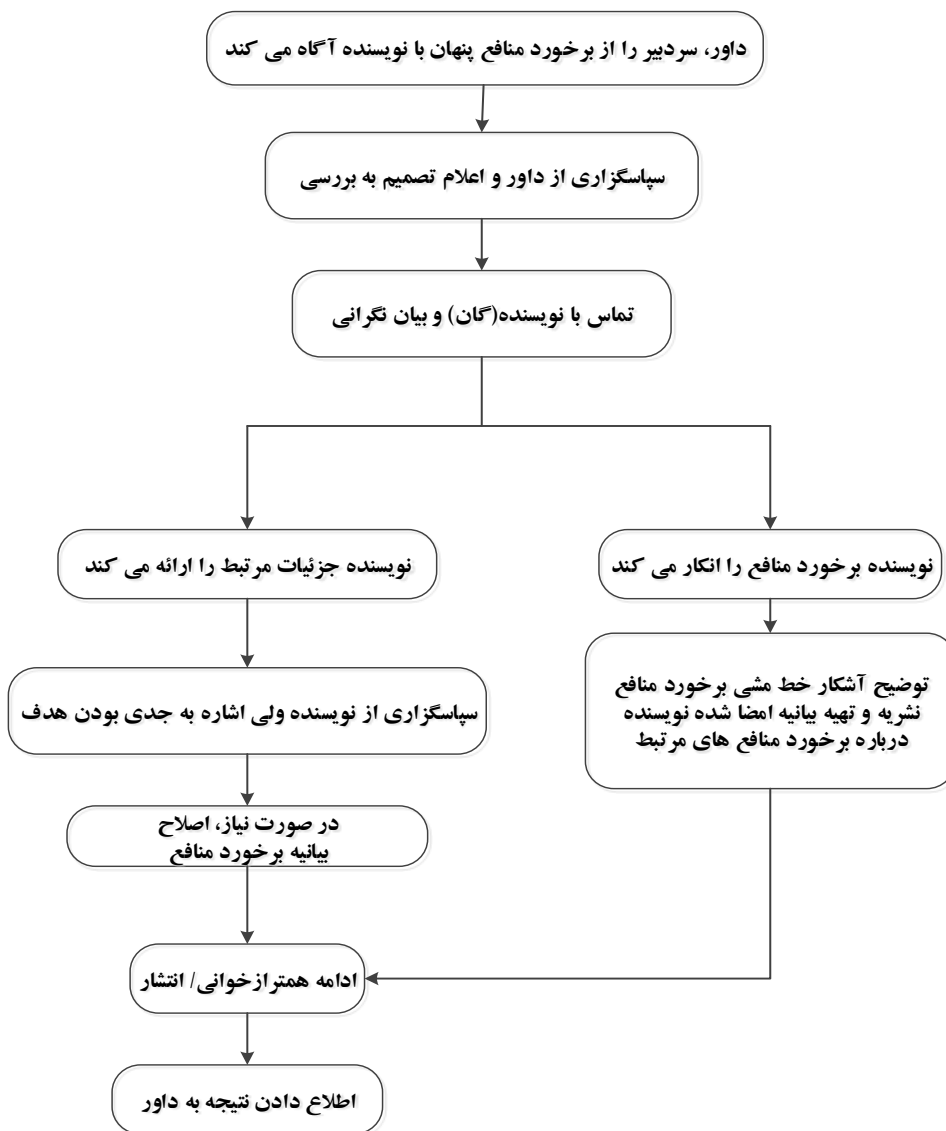 داور، سردبیر را از برخورد منافع پنهان با نویسنده آگاه می کند
سپاسگزاری از داور و اعلام تصمیم به بررسی
تماس با نویسنده(گان) و بیان نگرانی
نویسنده برخورد منافع را انکار می کند
نویسنده جزئیات مرتبط را ارائه می کند
توضیح آشکار خط مشی برخورد منافع
نشریه و تهیه بیانیه امضا شده نویسنده
درباره برخورد منافع های مرتبط
سپاسگزاری از نویسنده ولی اشاره به جدی بودن هدف
در صورت نیاز، اصلاح
بیانیه برخورد منافع
ادامه همترازخوانی/ انتشار
اطلاع دادن نتیجه به داور